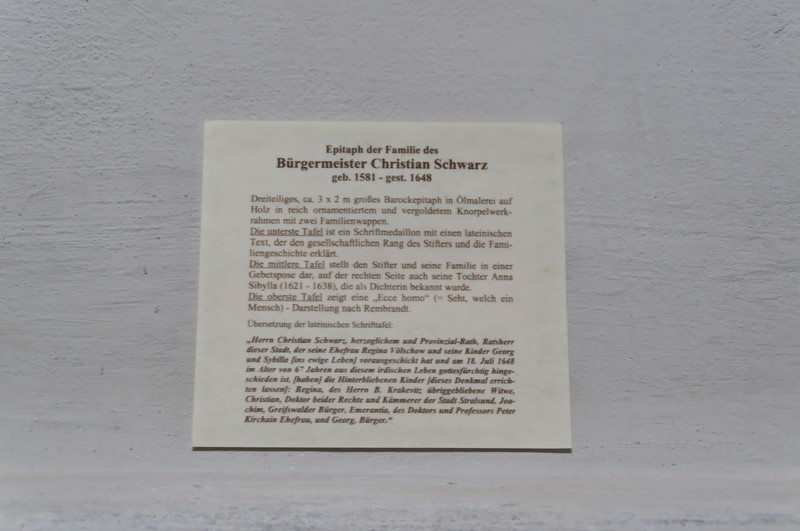 Epitaph der Familie des
Bürgermeister Christian Schwarz
geb. 1581 - gest. 1648
Dreiteiliges, ca. 3 x 2 m großes Barockepitaph in Ölmalerei auf
Holz in reich ornamentiertem und vergoldetem Knorpelwerk-
rahmen mit zwei Familienwappen.
Die unterste Tafel ist ein Schriftmedaillon mit einen lateinischen
Text, der den gesellschaftlichen Rang des Stifters und die Fami-
liengeschichte erklärt.
Die mittlere Tafel stellt den Stifter und seine Familie in einer
Gebetspose dar, auf der rechten Seite auch seine Tochter Anna
Sibylla (1621 - 1638), die als Dichterin bekannt wurde.
Die oberste Tafel zeigt eine „Ecce homo“ (= Seht, welch ein
Mensch) - Darstellung nach Rembrandt.
Übersetzung der lateinischen Schrifttafel:
„Herrn Christian Schwarz, herzoglichem und Provinzial-Rath, Ratsherr
dieser Stadt, der seine Ehefrau Regina Völschow und seine Kinder Georg
und Sybilla [ins ewige Leben] vorausgeschickt hat und am 18. Juli 1648
im Alter von 67 Jahren aus diesem irdischen Leben gottesfürchtig hinge-
schieden ist, [haben] die Hinterbliebenen Kinder [dieses Denkmal errich-
ten lassen]: Regina, des Herrn B. Krakevitz übriggebliebene Witwe,
Christian, Doktor beider Rechte und Kämmerer der Stadt Stralsund, Joa-
chim, Greifswalder Bürger, Emerantia, des Doktors und Professors Peter
Kirchain Ehefrau, und Georg, Bürger.“